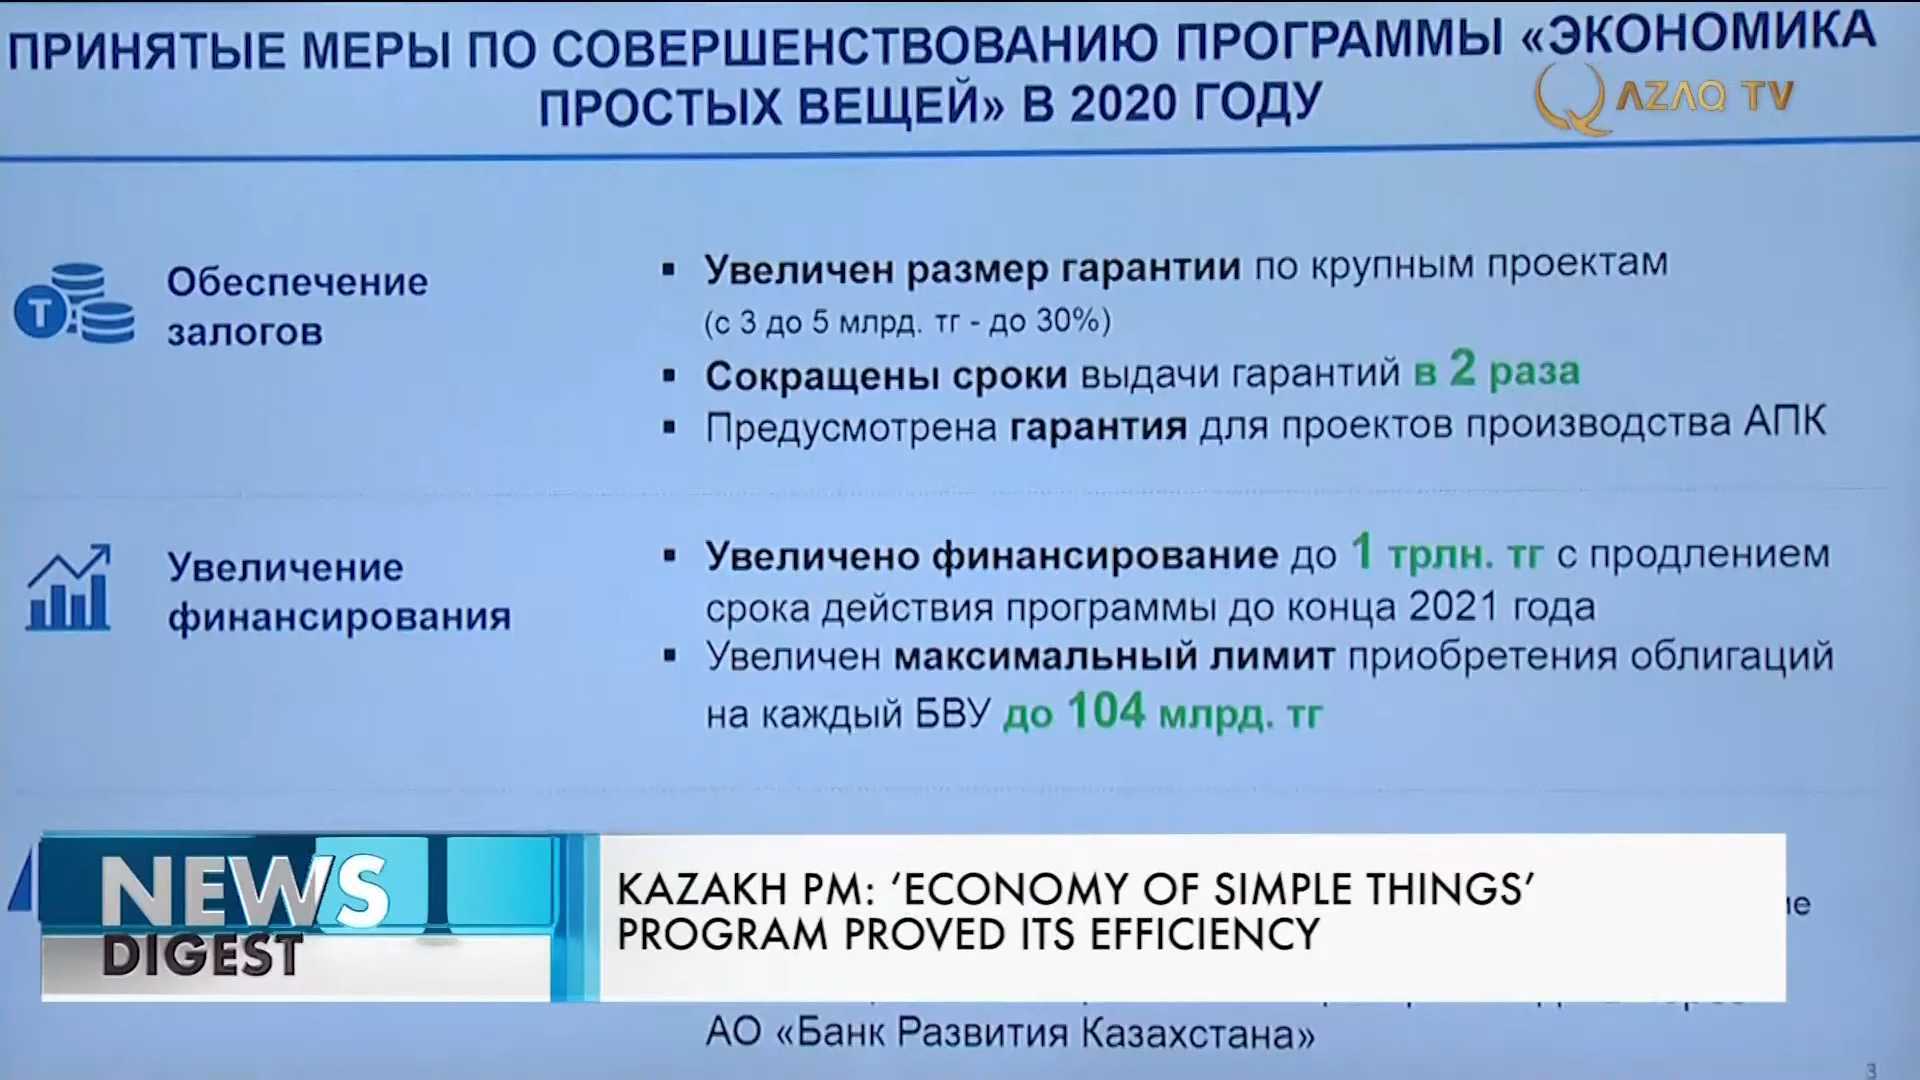 ПРИНЯТЫЕ МЕРЫ ПО СОВЕРШЕНСТВОВАНИЮ ПРОГРАММЫ «ЭКОНОМИКА
ПРОСТЫХ ВЕЩЕЙ» В 2020 ГОДУ
QAZAQ TV
Обеспечение
залогов
▪ Увеличен размер гарантии по крупным проектам
(с 3 до 5 млрд. тг - до 30%)
▪ Сокращены сроки выдачи гарантий в 2 раза
▪ Предусмотрена гарантия для проектов производства АПК
Увеличение
финансирования
▪ Увеличено финансирование до 1 трлн. тг с продлением
срока действия программы до конца 2021 года
▪ Увеличен максимальный лимит приобретения облигаций
на каждый БВУ до 104 млрд. тг
NEWS
DIGEST
KAZAKH PM: ‘ECONOMY OF SIMPLE THINGS’
PROGRAM PROVED ITS EFFICIENCY
АО «Банк Развития Казахстана»
3